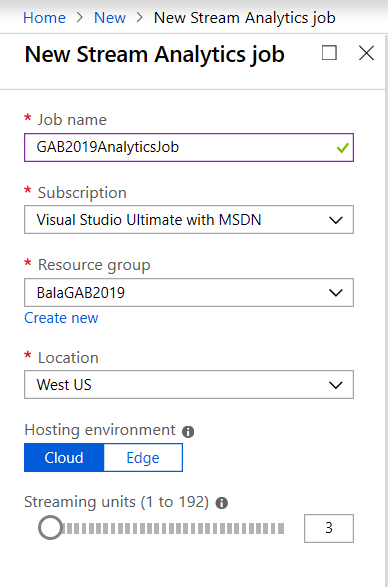 Home > New > New Stream Analytics job
New Stream Analytics job
* Job name
GAB2019AnalyticsJob
* Subscription
Visual Studio Ultimate with MSDN
* Resource group
BalaGAB2019
Create new
* Location
West US
Hosting environment
Cloud Edge
Streaming units (1 to 192)
3